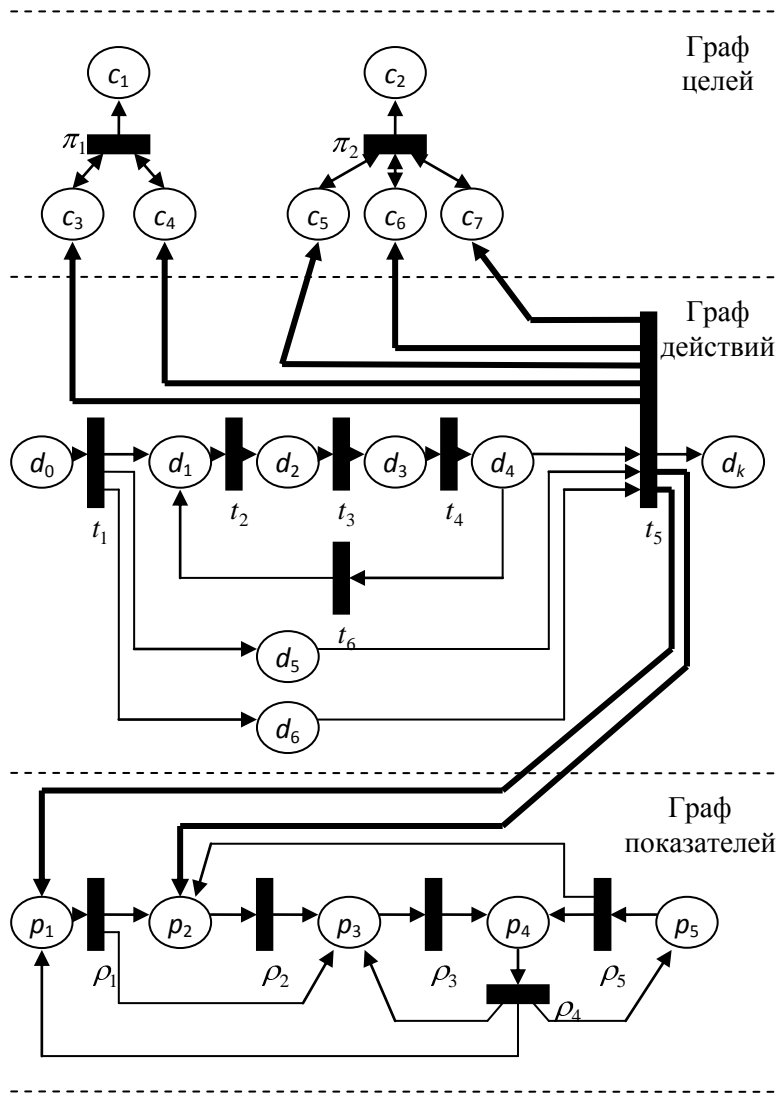 Граф
целей
c1
c2
π1
π2
c3
c4
c5
c6
c7
Граф
действий
d0
d1
d2
d3
d4
dk
t1
t2
t3
t4
t5
t6
d5
d6
Граф
показателей
p1
p2
p3
p4
p5
ρ1
ρ2
ρ3
ρ5
ρ4